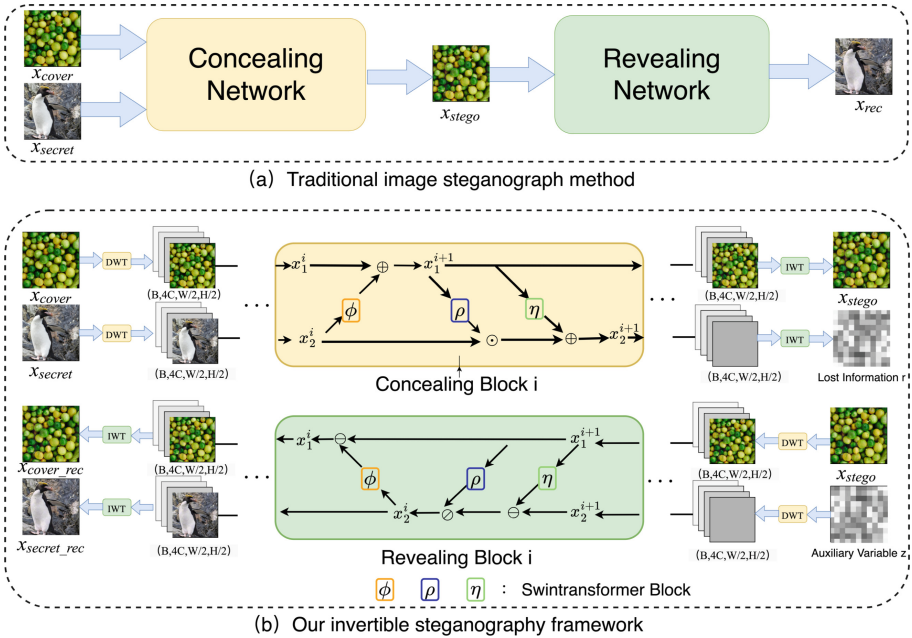 x_cover
x_secret
Concealing
Network
x_stego
Revealing
Network
x_rec
(a) Traditional image steganograph method
x_cover
DWT
(B,4C,W/2,H/2)
x_secret
DWT
(B,4C,W/2,H/2)
...
x_1^i
⊕
x_1^{i+1}
ϕ
ρ
η
x_2^i
⊙
⊕
x_2^{i+1}
Concealing Block i
...
(B,4C,W/2,H/2)
IWT
x_stego
(B,4C,W/2,H/2)
IWT
Lost Information r
x_cover_rec
IWT
(B,4C,W/2,H/2)
x_secret_rec
IWT
(B,4C,W/2,H/2)
...
x_1^i
⊖
x_1^{i+1}
ϕ
ρ
η
x_2^i
⊘
⊖
x_2^{i+1}
Revealing Block i
...
(B,4C,W/2,H/2)
DWT
x_stego
(B,4C,W/2,H/2)
DWT
Auxiliary Variable z
ϕ ρ η : Swintransformer Block
(b) Our invertible steganography framework